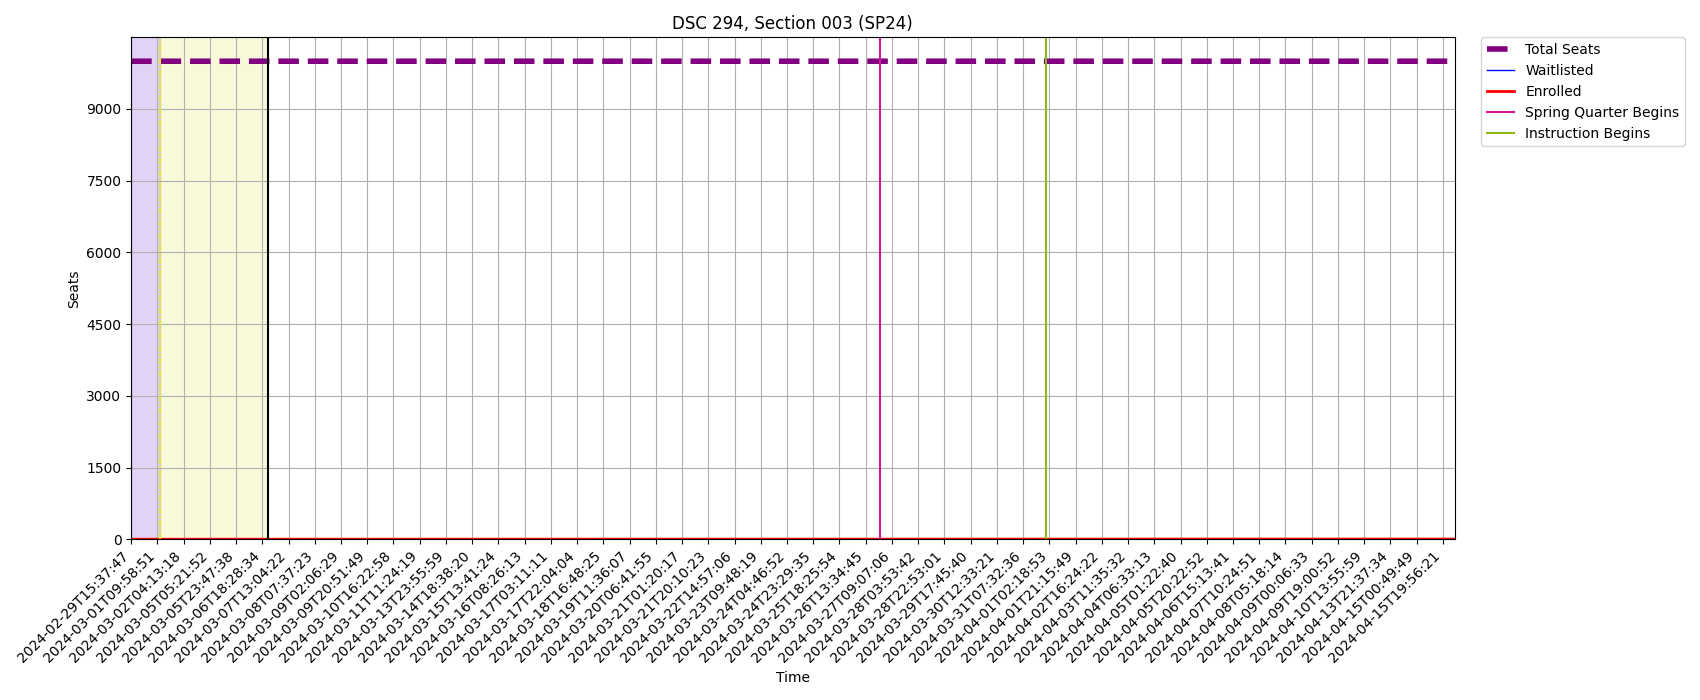 DSC 294, Section 003 (SP24)
Total Seats
Waitlisted
Enrolled
Spring Quarter Begins
Instruction Begins
9000
7500
6000
4500
3000
1500
0
Seats
2024-02-29T15:37:47
2024-03-01T09:58:51
2024-03-02T04:13:18
2024-03-05T05:21:52
2024-03-05T23:47:38
2024-03-06T18:28:34
2024-03-07T13:04:22
2024-03-08T07:37:23
2024-03-09T02:06:29
2024-03-09T20:51:49
2024-03-10T16:22:58
2024-03-11T11:24:19
2024-03-13T23:55:59
2024-03-14T18:38:20
2024-03-15T13:41:24
2024-03-16T08:26:13
2024-03-17T03:11:11
2024-03-17T22:04:04
2024-03-18T16:48:25
2024-03-19T11:36:07
2024-03-20T06:41:55
2024-03-21T01:20:17
2024-03-21T20:10:23
2024-03-22T14:57:06
2024-03-23T09:48:19
2024-03-24T04:46:52
2024-03-24T23:29:35
2024-03-25T18:25:54
2024-03-26T13:34:45
2024-03-27T09:07:06
2024-03-28T03:53:42
2024-03-28T22:53:01
2024-03-29T17:45:40
2024-03-30T12:33:21
2024-03-31T07:32:36
2024-04-01T02:18:53
2024-04-01T21:15:49
2024-04-02T16:24:22
2024-04-03T11:35:32
2024-04-04T06:33:13
2024-04-05T01:22:40
2024-04-05T20:22:52
2024-04-06T15:13:41
2024-04-07T10:24:51
2024-04-08T05:18:14
2024-04-09T00:06:33
2024-04-09T19:00:52
2024-04-10T13:55:59
2024-04-13T21:37:34
2024-04-15T00:49:49
2024-04-15T19:56:21
Time